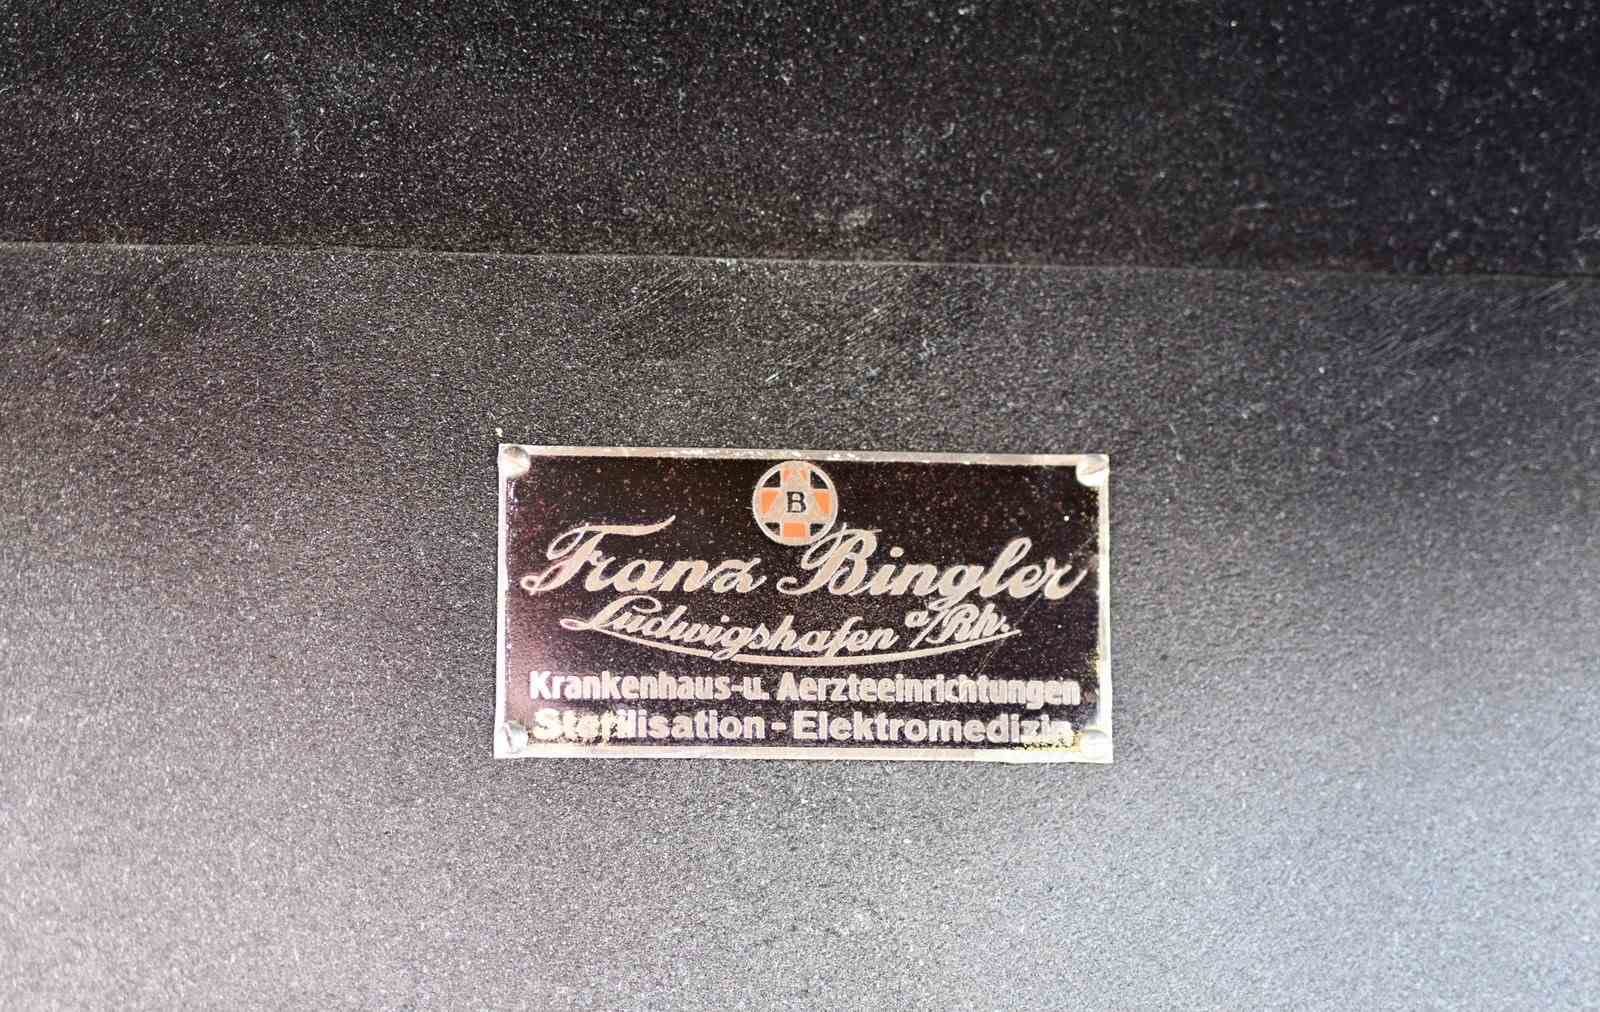 B
Franz Bingler
Ludwigshafen a/Rh.
Krankenhaus-u. Aerzteeinrichtungen
Sterilisation - Elektromedizin